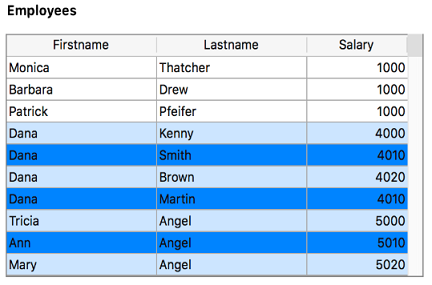 Employees
Firstname Lastname Salary
Monica Thatcher 1000
Barbara Drew 1000
Patrick Pfeifer 1000
Dana Kenny 4000
Dana Smith 4010
Dana Brown 4020
Dana Martin 4010
Tricia Angel 5000
Ann Angel 5010
Mary Angel 5020